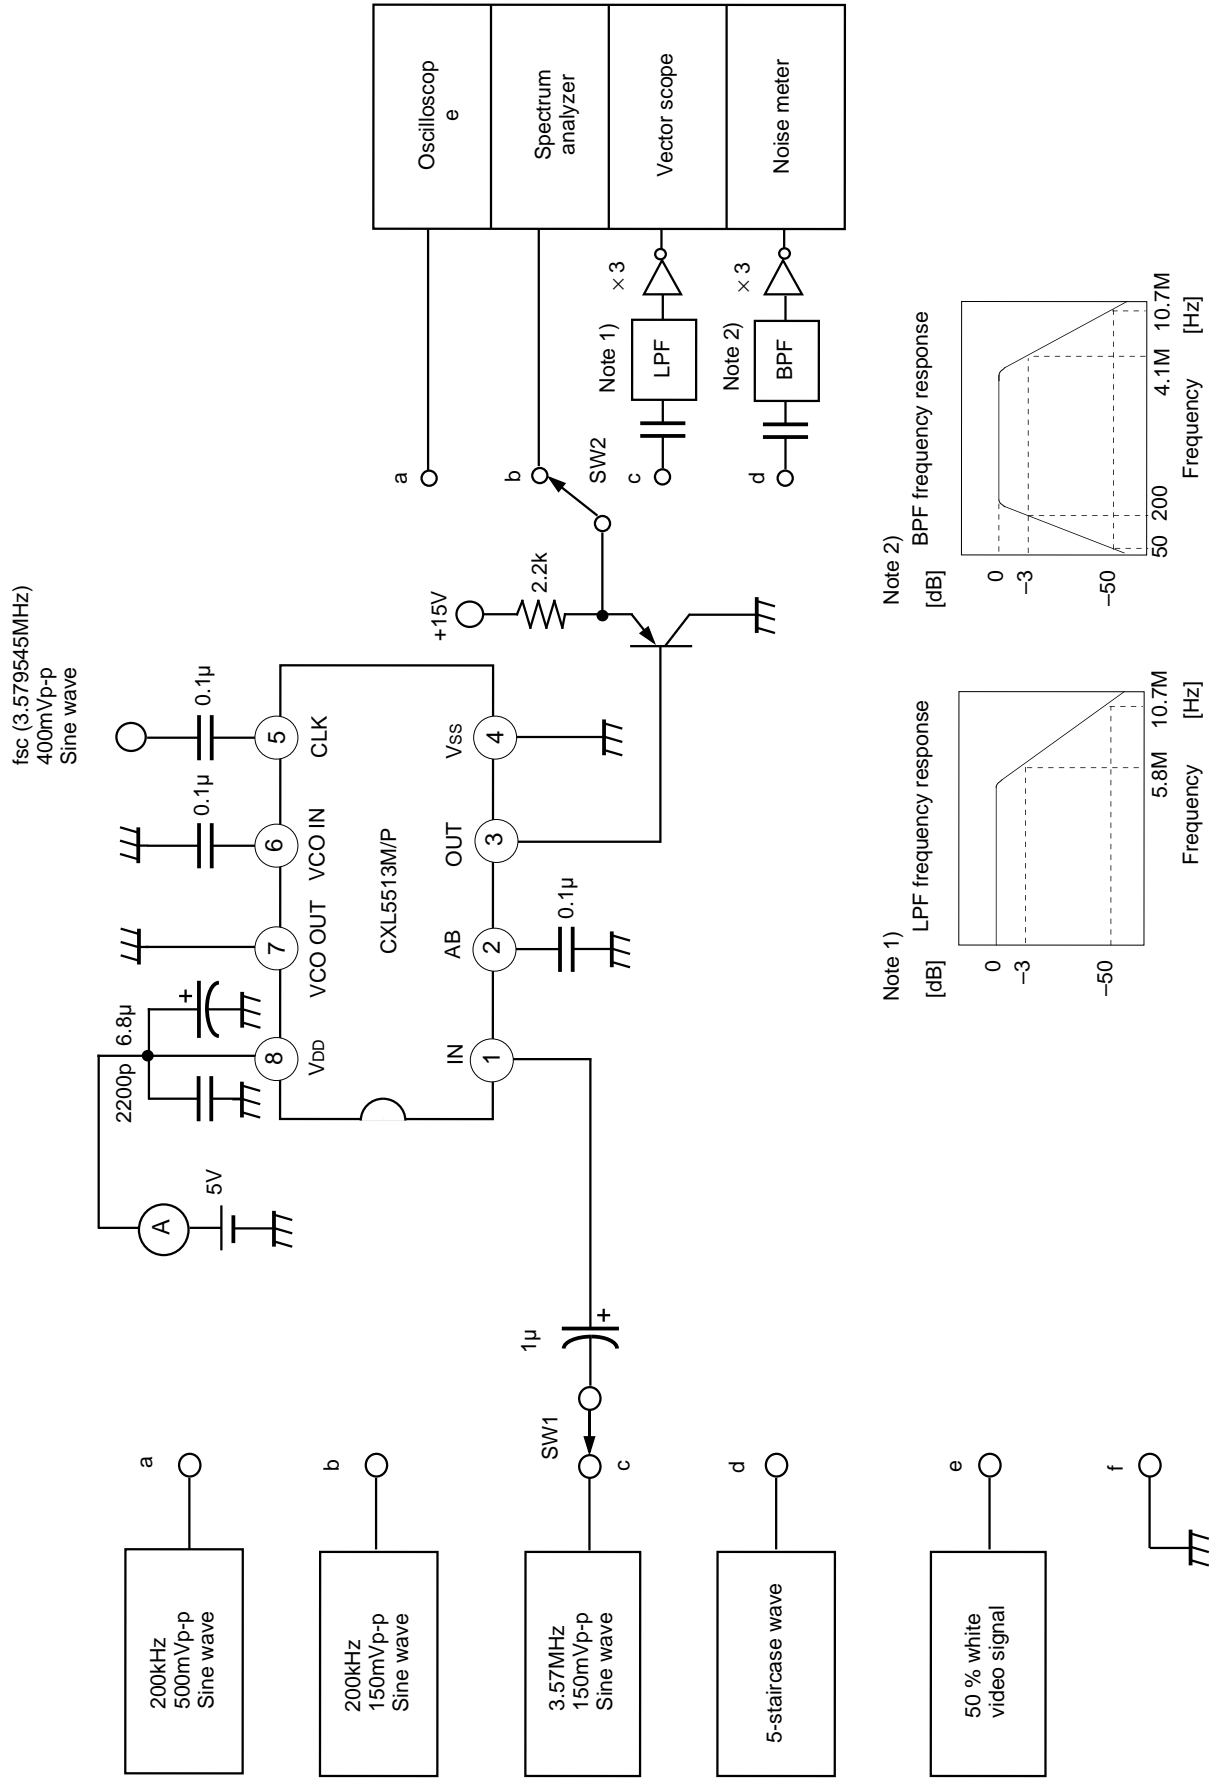 200kHz
500mVp-p
Sine wave
a
200kHz
150mVp-p
Sine wave
b
3.57MHz
150mVp-p
Sine wave
c
SW1
5-staircase wave
d
50 % white
video signal
e
f
1µ
+
A
5V
2200p
6.8µ
+
0.1µ
0.1µ
fsc (3.579545MHz)
400mVp-p
Sine wave
8
7
6
5
VDD
VCO OUT
VCO IN
CLK
CXL5513M/P
IN
AB
OUT
VSS
1
2
3
4
0.1µ
+15V
2.2k
a
b
SW2
c
d
Note 1)
LPF
× 3
Note 2)
BPF
× 3
Oscilloscop
e
Spectrum
analyzer
Vector scope
Noise meter
Note 1)
LPF frequency response
[dB]
0
–3
–50
5.8M
10.7M
Frequency
[Hz]
Note 2)
BPF frequency response
[dB]
0
–3
–50
50
200
4.1M
10.7M
Frequency
[Hz]